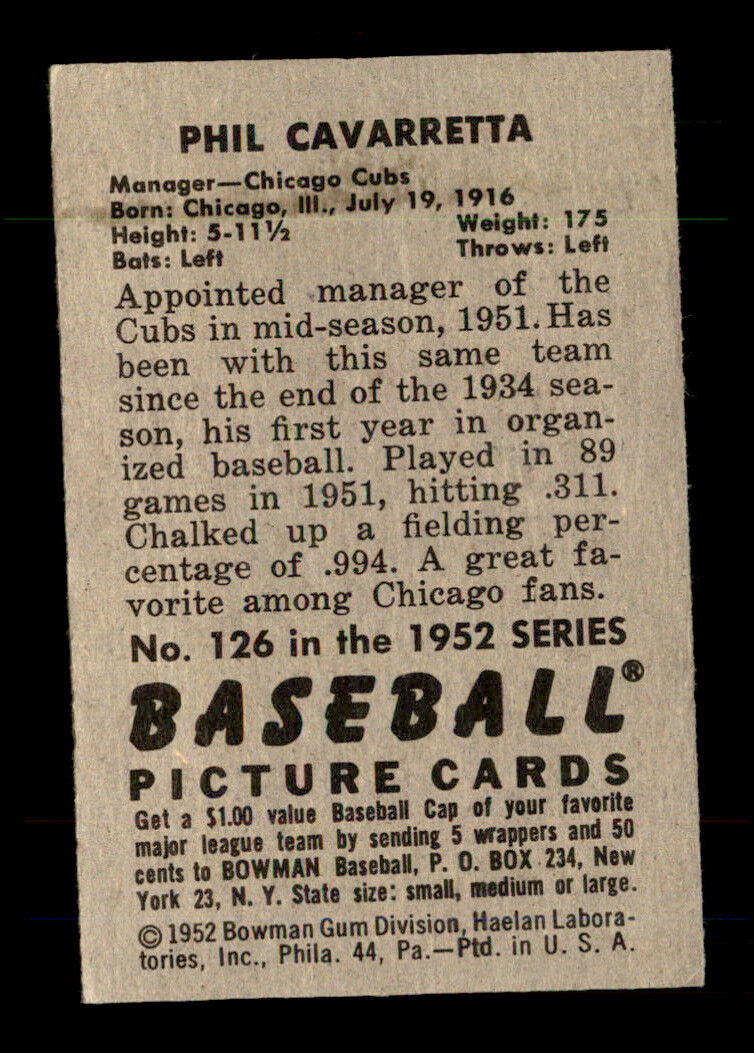 PHIL CAVARRETTA
Manager—Chicago Cubs
Born: Chicago, Ill., July 19, 1916
Height: 5-11½ Weight: 175
Bats: Left Throws: Left
Appointed manager of the
Cubs in mid-season, 1951. Has
been with this same team
since the end of the 1934 sea-
son, his first year in organ-
ized baseball. Played in 89
games in 1951, hitting .311.
Chalked up a fielding per-
centage of .994. A great fa-
vorite among Chicago fans.
No. 126 in the 1952 SERIES
BASEBALL®
PICTURE CARDS
Get a $1.00 value Baseball Cap of your favorite
major league team by sending 5 wrappers and 50
cents to BOWMAN Baseball, P. O. BOX 234, New
York 23, N. Y. State size: small, medium or large.
© 1952 Bowman Gum Division, Haelan Labora-
tories, Inc., Phila. 44, Pa.—Ptd. in U. S. A.